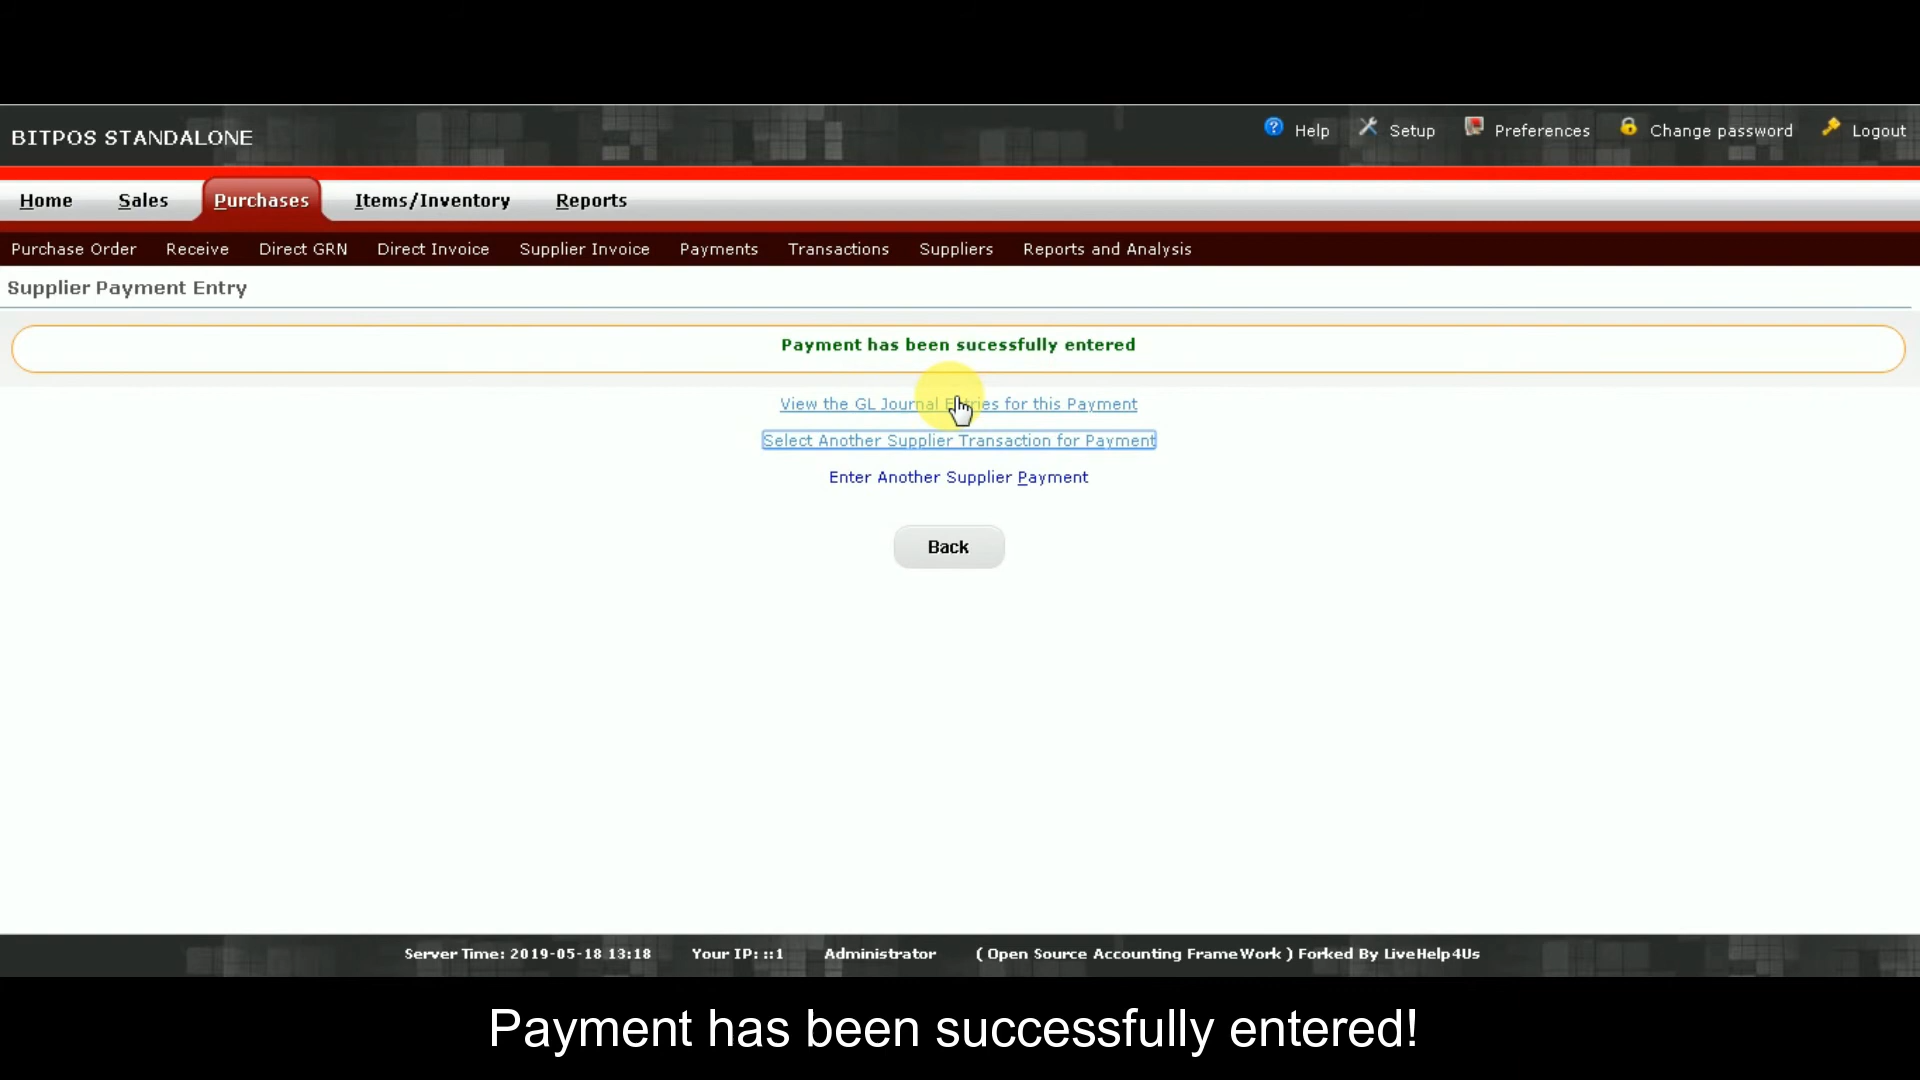 BITPOS STANDALONE
Help Setup Preferences Change password Logout
Home Sales Purchases Items/Inventory Reports
Purchase Order Receive Direct GRN Direct Invoice Supplier Invoice Payments Transactions Suppliers Reports and Analysis
Supplier Payment Entry
Payment has been sucessfully entered
View the GL Journal Entries for this Payment
Select Another Supplier Transaction for Payment
Enter Another Supplier Payment
Back
Server Time: 2019-05-18 13:18 Your IP: ::1 Administrator ( Open Source Accounting FrameWork ) Forked By LiveHelp4Us
Payment has been successfully entered!